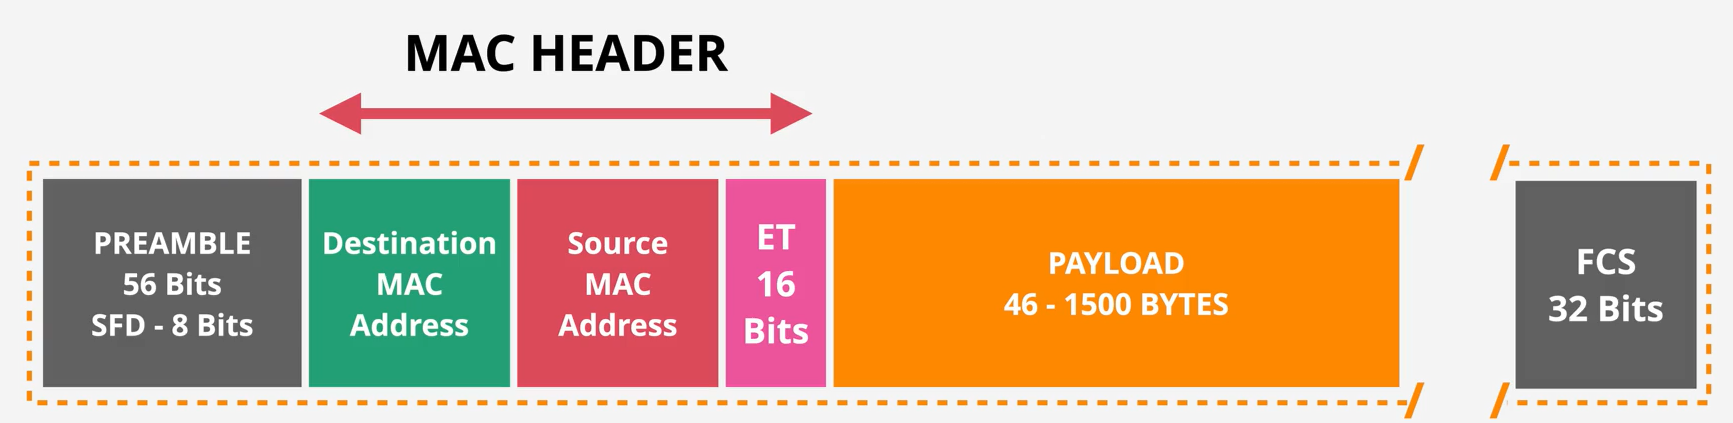 MAC HEADER
PREAMBLE
56 Bits
SFD - 8 Bits
Destination
MAC
Address
Source
MAC
Address
ET
16
Bits
PAYLOAD
46 - 1500 BYTES
FCS
32 Bits